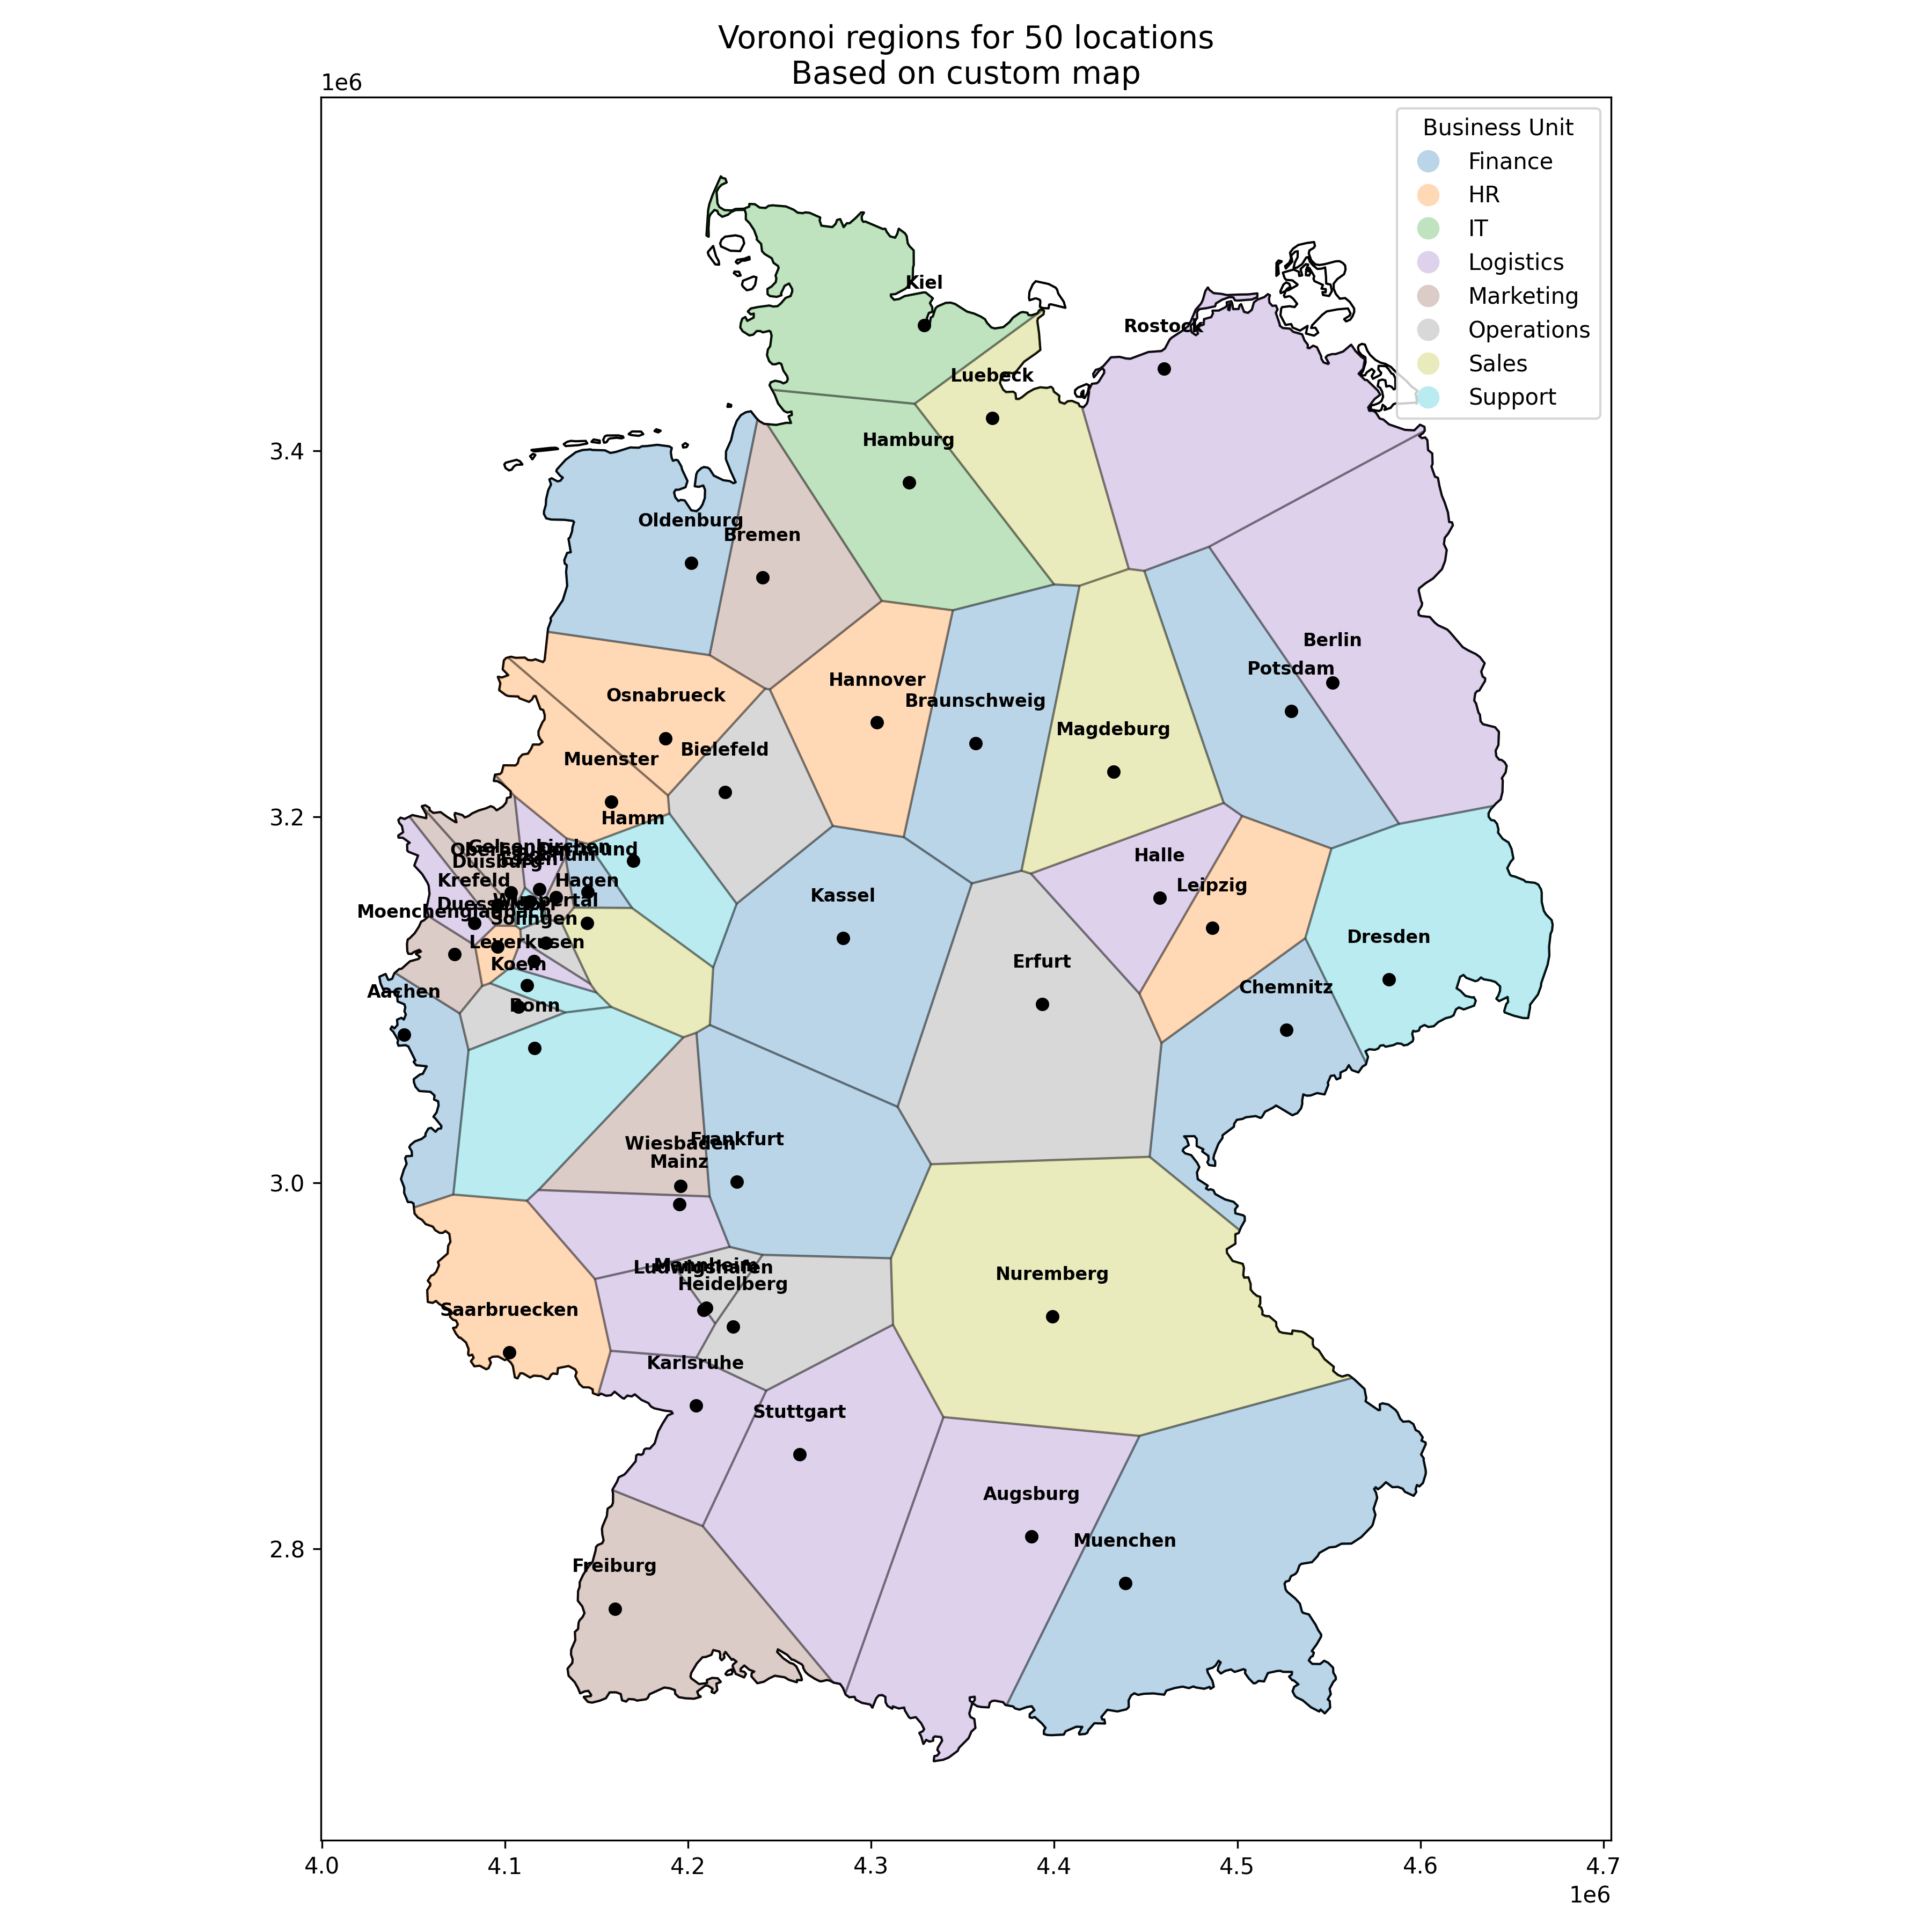 Voronoi regions for 50 locations
Based on custom map
1e6
Business Unit
Finance
HR
IT
Logistics
Marketing
Operations
Sales
Support
Kiel
Rostock
Luebeck
Hamburg
3.4
Oldenburg
Bremen
Berlin
Potsdam
Hannover
Osnabrueck
Braunschweig
Magdeburg
Bielefeld
Muenster
3.2
Hamm
Gelsenkirchen
Duisburg
Halle
Krefeld
Hagen
Leipzig
Kassel
Moenchengladbach
Solingen
Dresden
Leverkusen
Erfurt
Koeln
Chemnitz
Aachen
Bonn
Wiesbaden
Frankfurt
Mainz
3.0
Mannheim
Ludwigshafen
Nuremberg
Heidelberg
Saarbruecken
Karlsruhe
Stuttgart
Augsburg
Muenchen
2.8
Freiburg
4.0 4.1 4.2 4.3 4.4 4.5 4.6 4.7
1e6